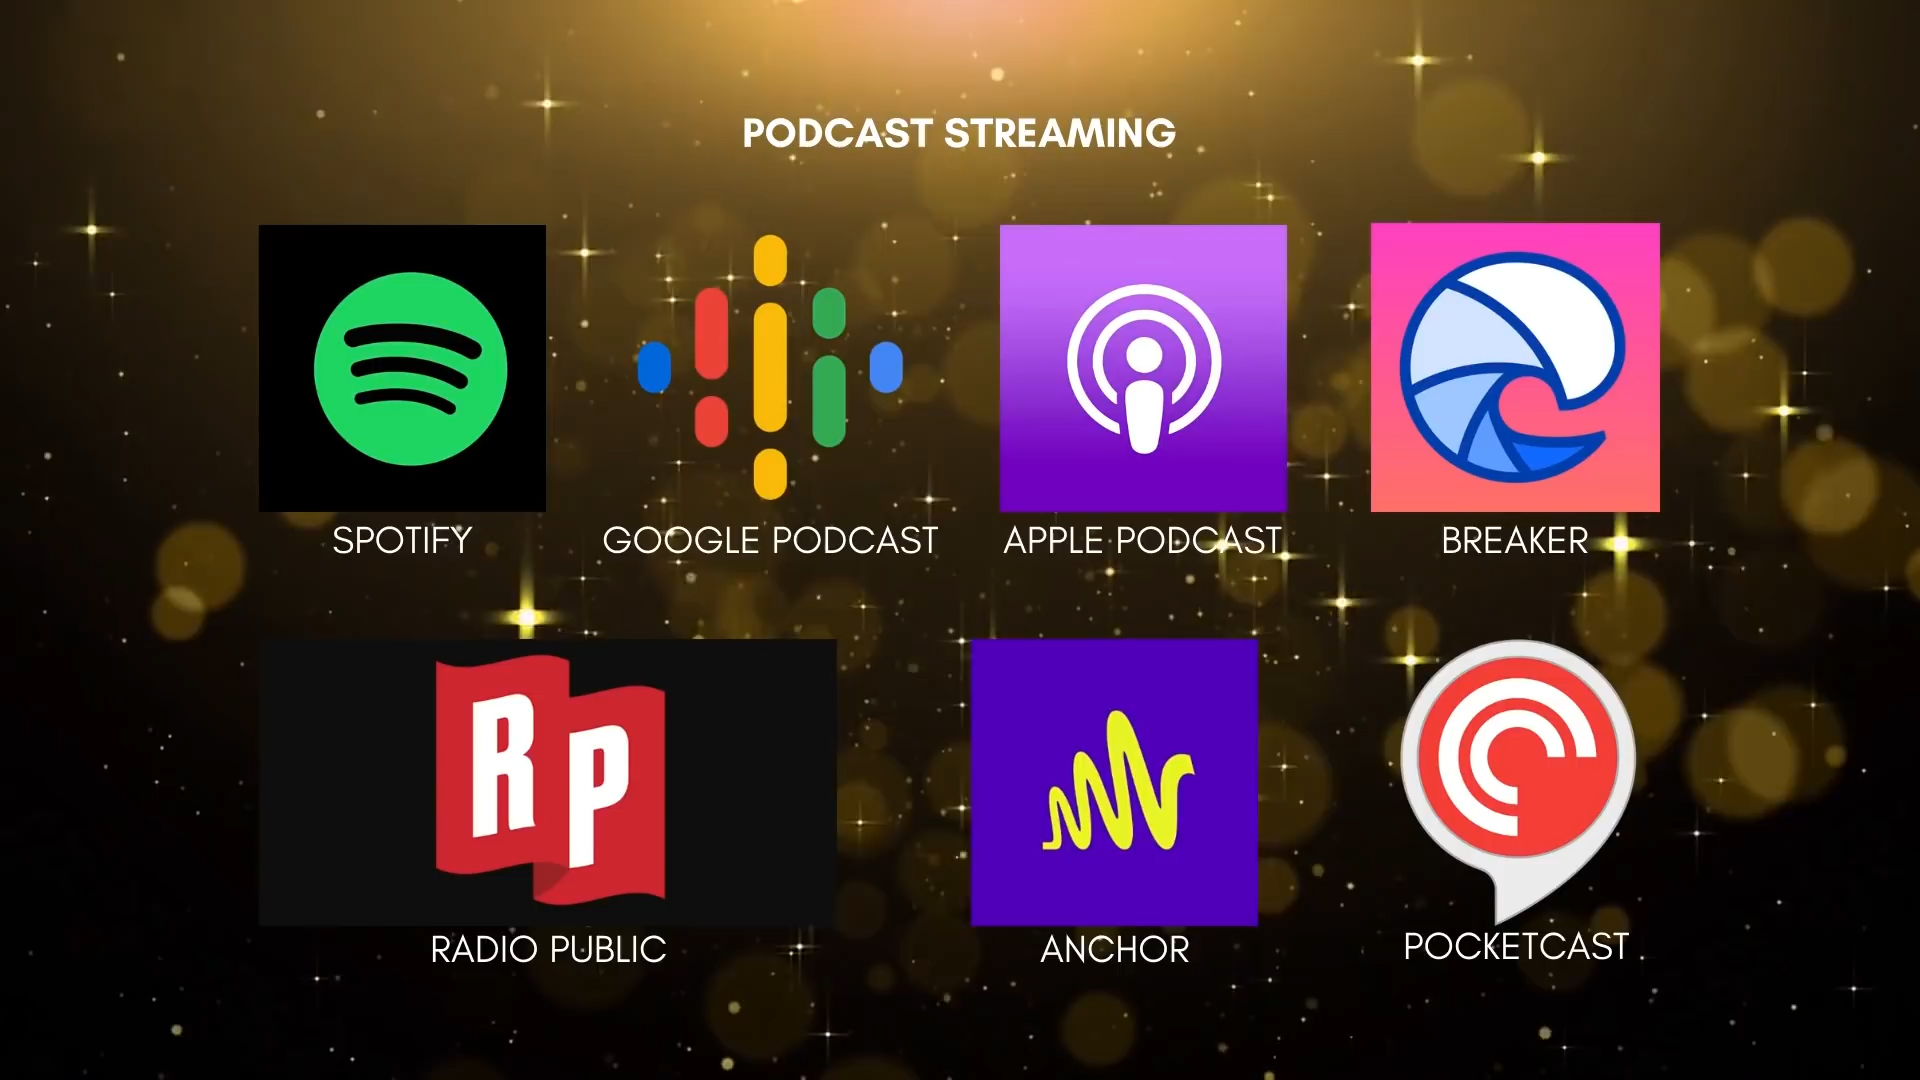 PODCAST STREAMING
SPOTIFY
GOOGLE PODCAST
APPLE PODCAST
BREAKER
RP
RADIO PUBLIC
ANCHOR
POCKETCAST